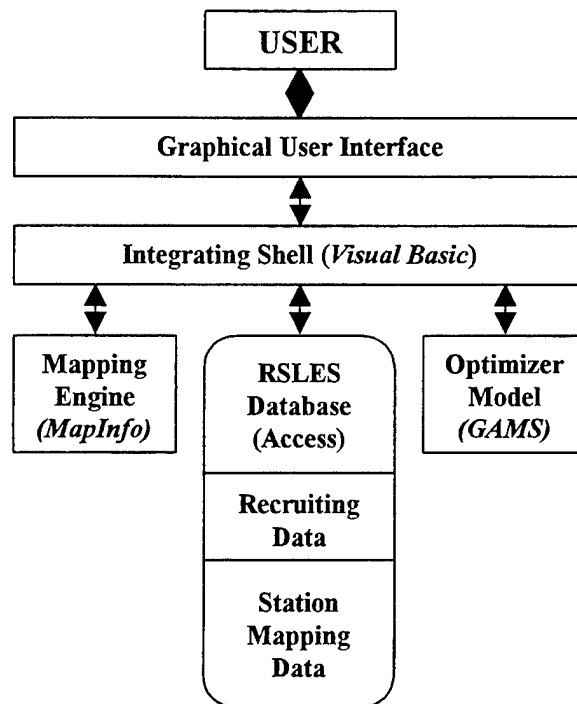 USER
Graphical User Interface
Integrating Shell (Visual Basic)
Mapping
Engine
(MapInfo)
RSLES
Database
(Access)
Recruiting
Data
Station
Mapping
Data
Optimizer
Model
(GAMS)